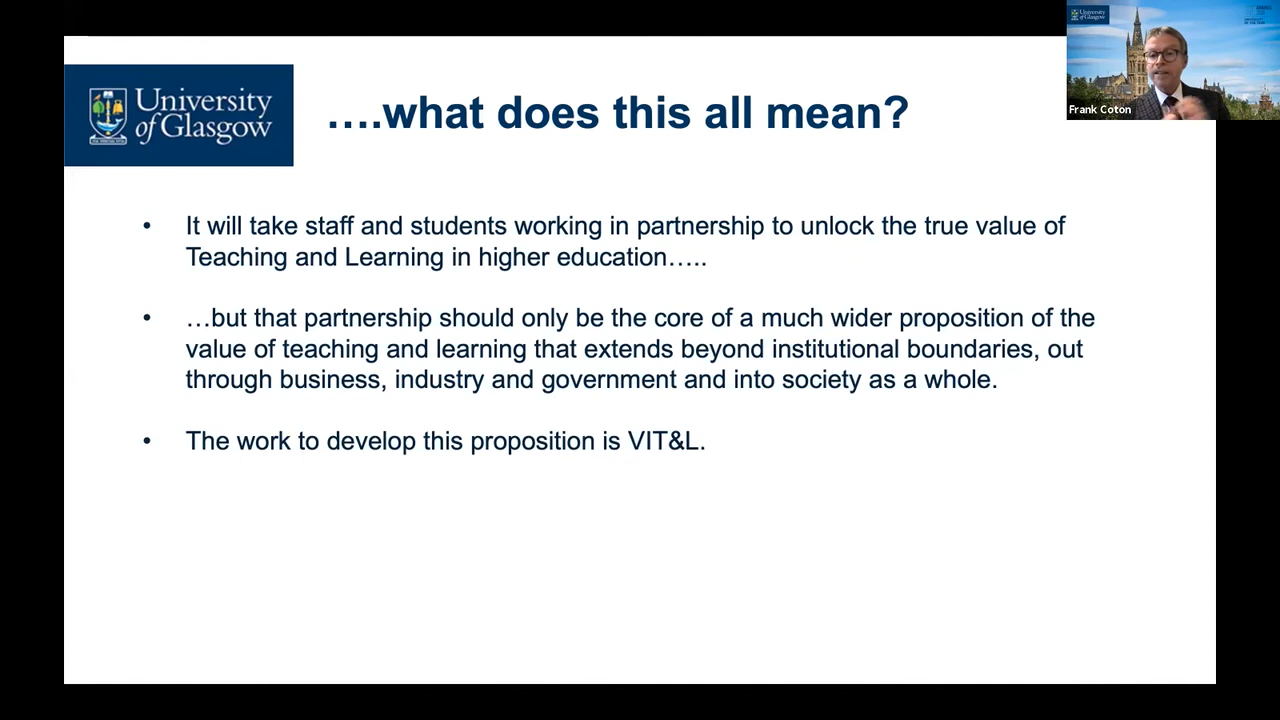 University
of Glasgow
….what does this all mean?
University
of Glasgow
Frank Coton
• It will take staff and students working in partnership to unlock the true value of
Teaching and Learning in higher education…..
• …but that partnership should only be the core of a much wider proposition of the
value of teaching and learning that extends beyond institutional boundaries, out
through business, industry and government and into society as a whole.
• The work to develop this proposition is VIT&L.